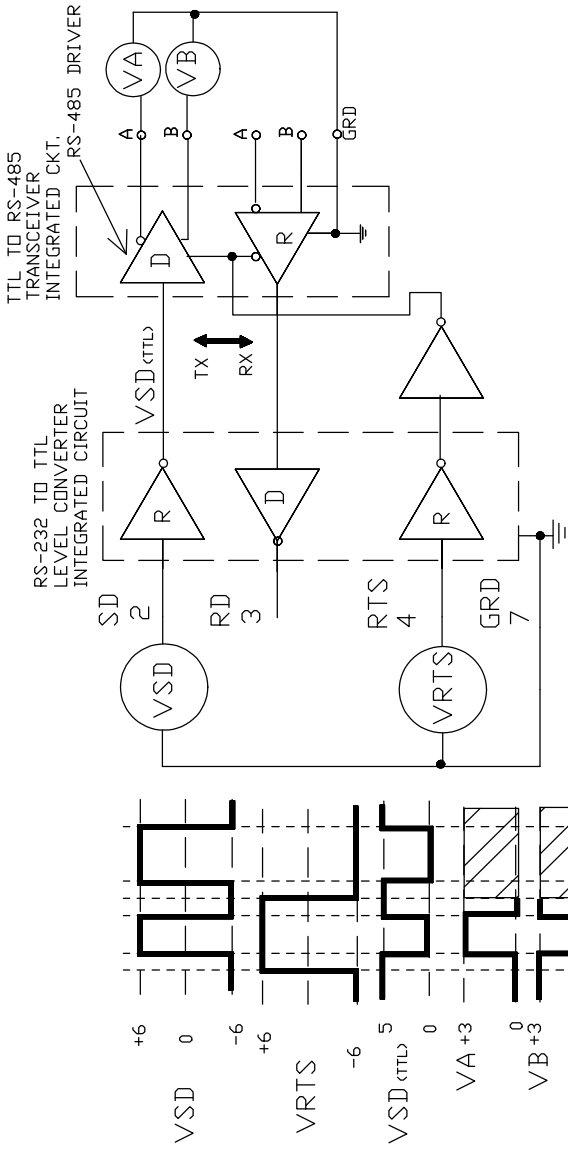 TTL TO RS-485
TRANSCEIVER
INTEGRATED CKT.
RS-485 DRIVER
RS-232 TO TTL
LEVEL CONVERTER
INTEGRATED CIRCUIT
VSD (TTL)
VA
VB
A
B
A
B
GRD
D
R
TX
RX
R
D
R
SD
2
RD
3
RTS
4
GRD
7
VSD
VRTS
VSD
+6
0
-6
VRTS
+6
-6
VSD (TTL)
5
0
VA
+3
0
VB
+3